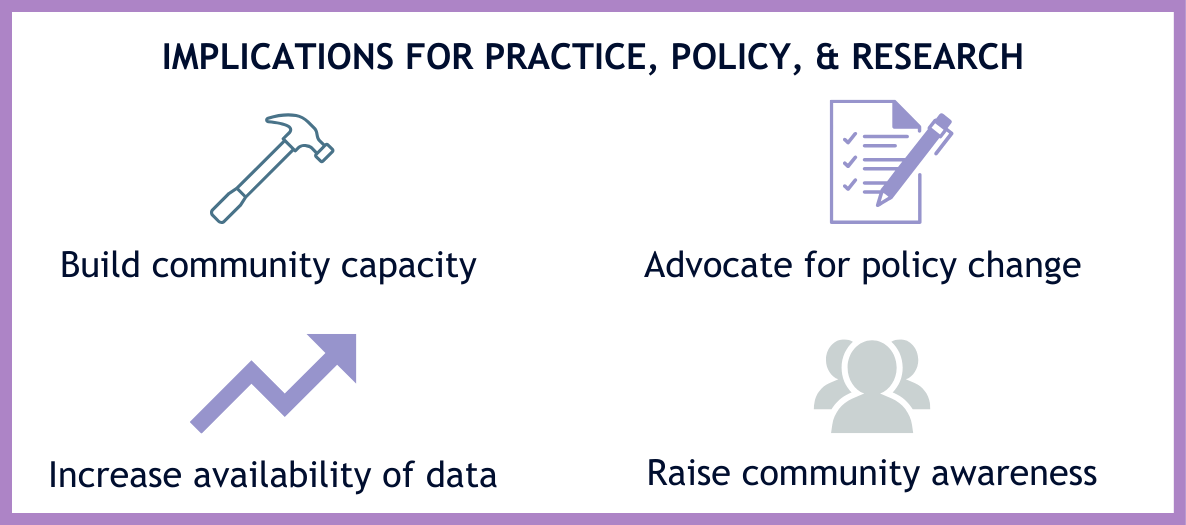 IMPLICATIONS FOR PRACTICE, POLICY, & RESEARCH
Build community capacity
Advocate for policy change
Increase availability of data
Raise community awareness